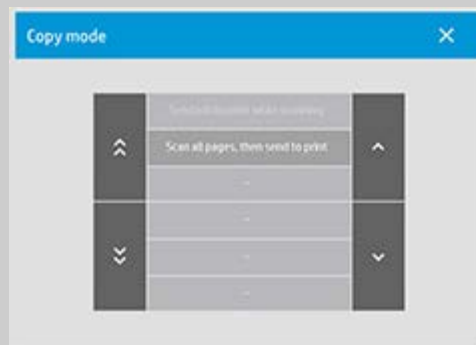 Copy mode
Scan all pages, then send to print
--
--
--
--